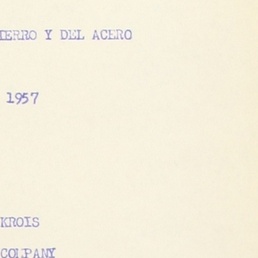 IERRO Y DEL ACERO
1957
KROIS
COMPANY